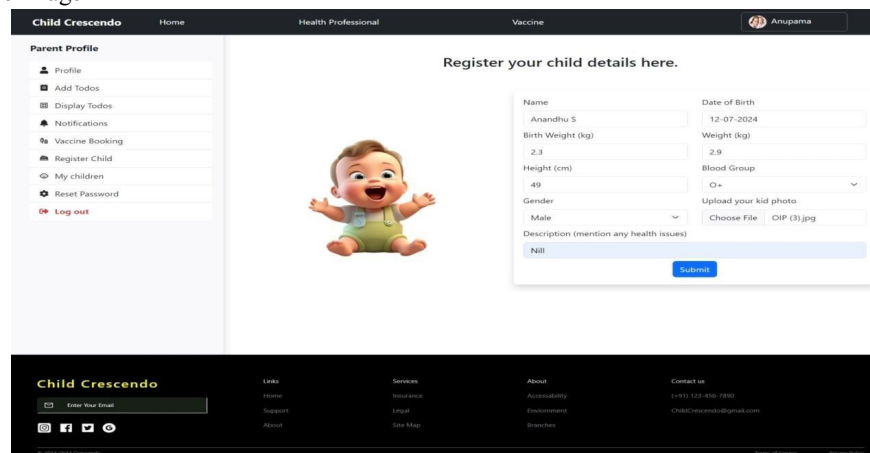 Child Crescendo Home Health Professional Vaccine Anupama
Parent Profile
Profile
Add Todos
Display Todos
Notifications
Vaccine Booking
Register Child
My children
Reset Password
Log out
Register your child details here.
Name Date of Birth
Anandhu S 12-07-2024
Birth Weight (kg) Weight (kg)
2.3 2.9
Height (cm) Blood Group
49 O+
Gender Upload your kid photo
Male Choose File OIP (3).jpg
Description (mention any health issues)
Nill
Submit
Child Crescendo
Enter Your Email
Links
Home
Support
About
Services
Insurance
Legal
Site Map
About
Accessability
Enviornment
Branches
Contact us
(+91) 123-456-7890
ChildCrescendo@gmail.com